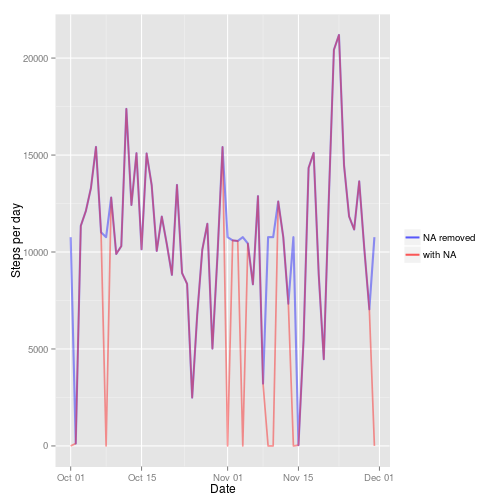 20000
15000
10000
5000
0
Steps per day
Oct 01 Oct 15 Nov 01 Nov 15 Dec 01
Date
NA removed
with NA